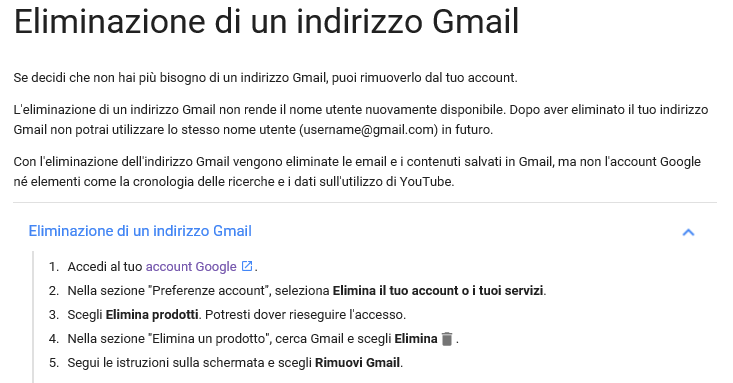 Eliminazione di un indirizzo Gmail
Se decidi che non hai più bisogno di un indirizzo Gmail, puoi rimuoverlo dal tuo account.
L'eliminazione di un indirizzo Gmail non rende il nome utente nuovamente disponibile. Dopo aver eliminato il tuo indirizzo
Gmail non potrai utilizzare lo stesso nome utente (username@gmail.com) in futuro.
Con l'eliminazione dell'indirizzo Gmail vengono eliminate le email e i contenuti salvati in Gmail, ma non l'account Google
né elementi come la cronologia delle ricerche e i dati sull'utilizzo di YouTube.
Eliminazione di un indirizzo Gmail
1. Accedi al tuo account Google .
2. Nella sezione "Preferenze account", seleziona Elimina il tuo account o i tuoi servizi.
3. Scegli Elimina prodotti. Potresti dover rieseguire l'accesso.
4. Nella sezione "Elimina un prodotto", cerca Gmail e scegli Elimina .
5. Segui le istruzioni sulla schermata e scegli Rimuovi Gmail.